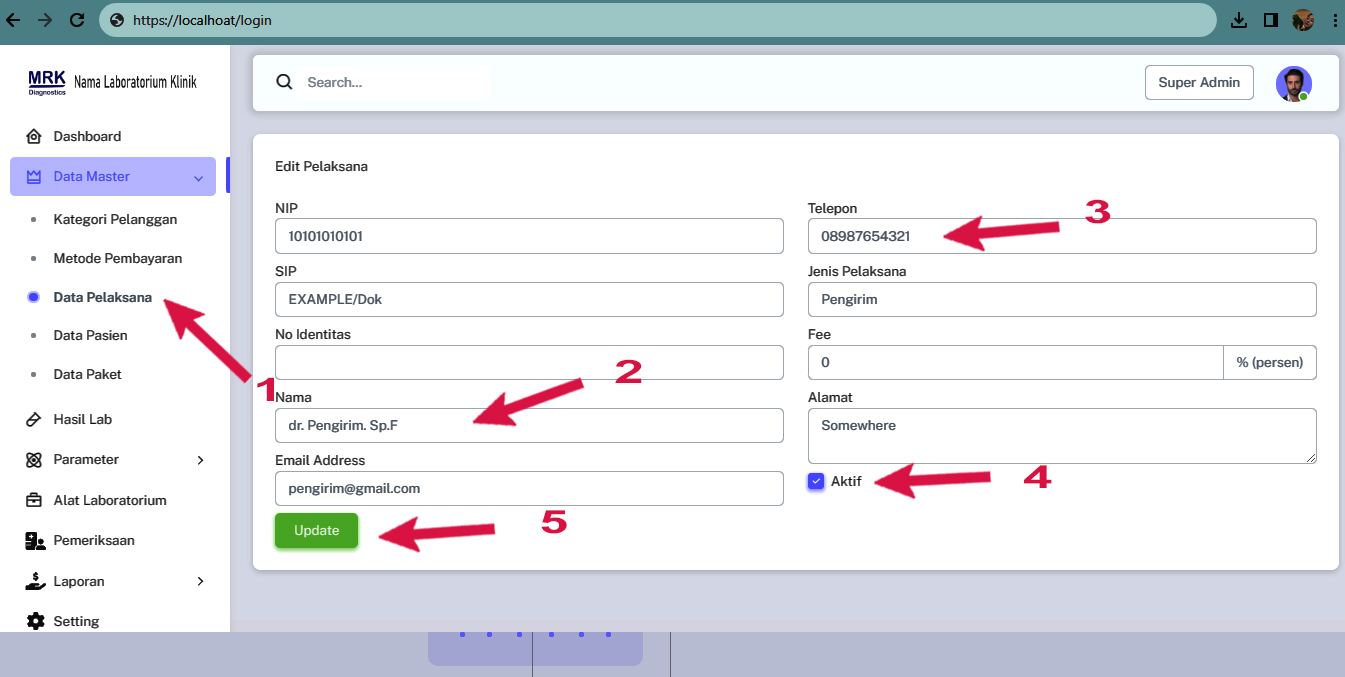 https://localhoat/login
MRK
Diagnostics
Nama Laboratorium Klinik
Search...
Super Admin
Dashboard
Data Master
Kategori Pelanggan
Metode Pembayaran
Data Pelaksana
Data Pasien
Data Paket
Hasil Lab
Parameter
Alat Laboratorium
Pemeriksaan
Laporan
Setting
1
Edit Pelaksana
NIP
10101010101
SIP
EXAMPLE/Dok
No Identitas
2
Nama
dr. Pengirim. Sp.F
Email Address
pengirim@gmail.com
Update
5
Telepon
3
08987654321
Jenis Pelaksana
Pengirim
Fee
0
% (persen)
Alamat
Somewhere
Aktif
4